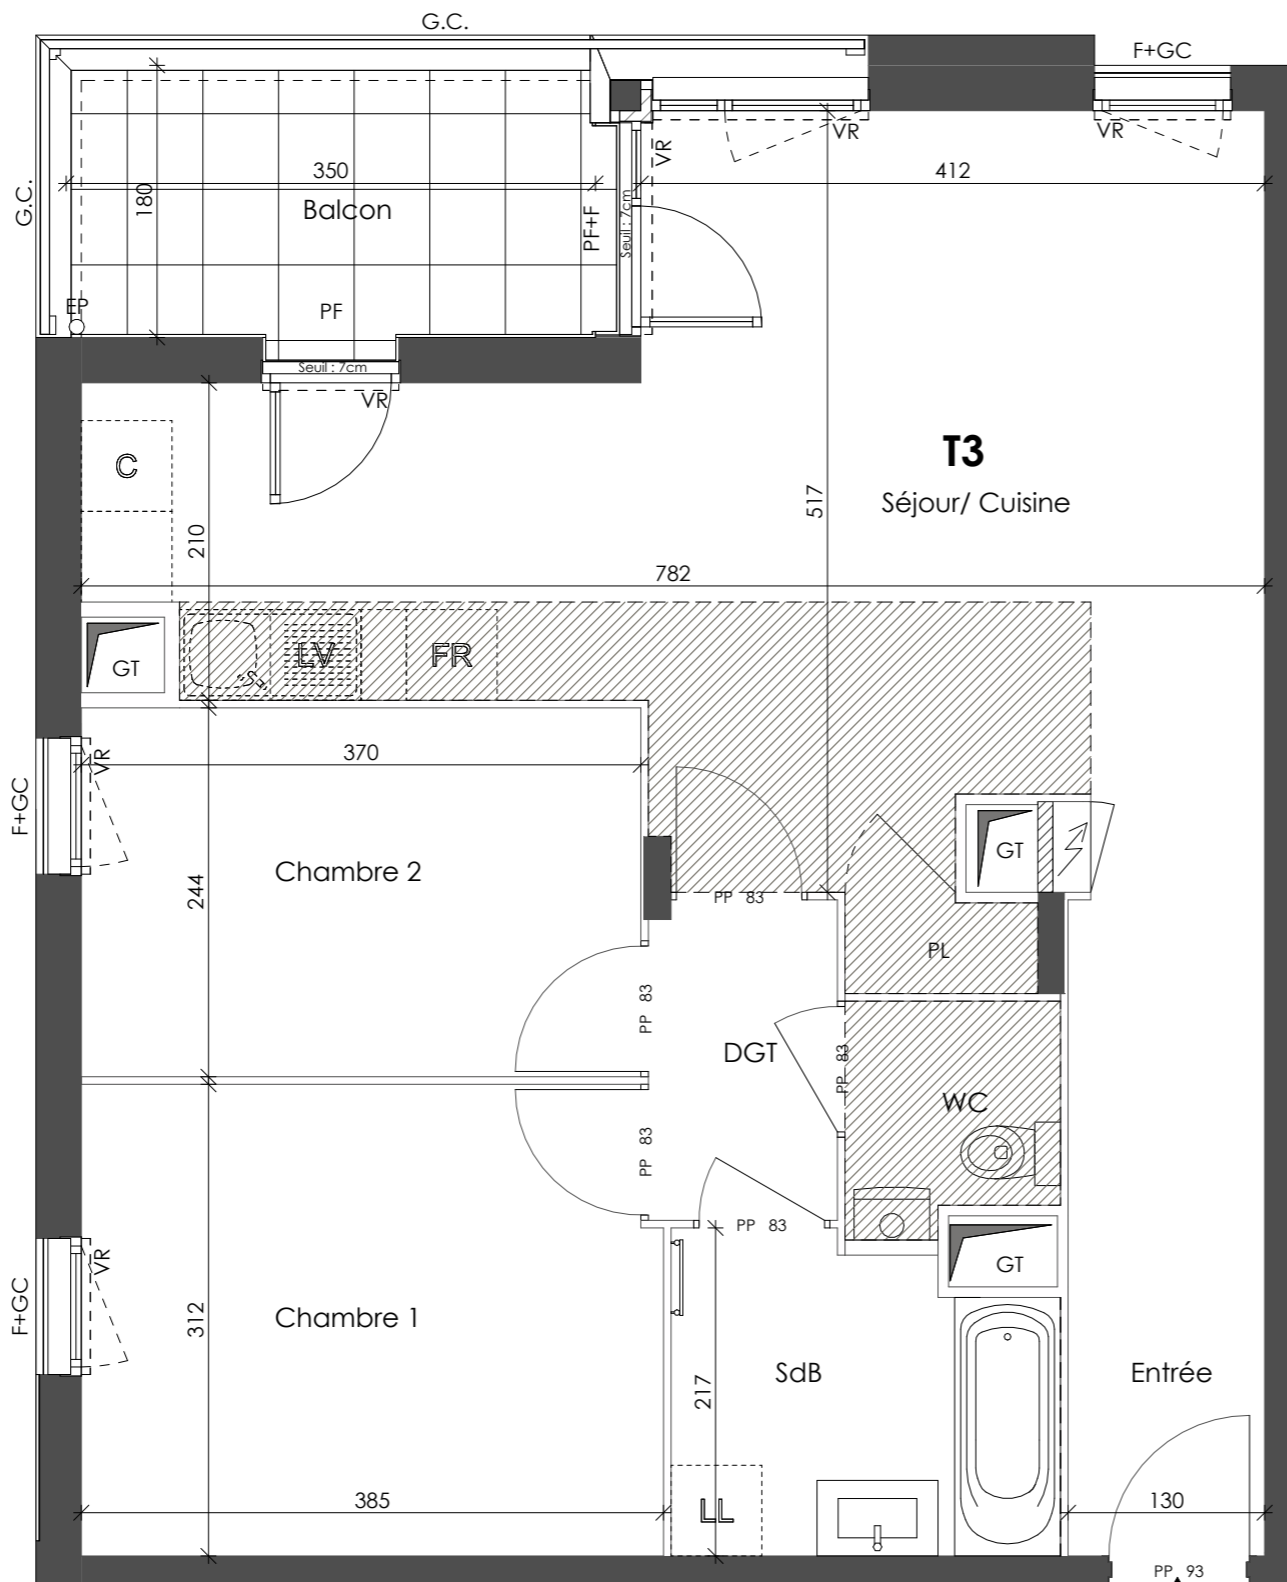 G.C.
F+GC
VR
VR
VR
350
412
G.C.
180
Balcon
PF+F
Seuil : 7cm
EP
PF
Seuil : 7cm
VR
C
T3
Séjour/ Cuisine
517
210
782
GT
LV
FR
VR
370
F+GC
Chambre 2
244
GT
PP 83
PL
PP 83
DGT
PP 83
WC
PP 83
PP 83
VR
GT
F+GC
Chambre 1
312
SdB
Entrée
217
385
LL
130
PP 93